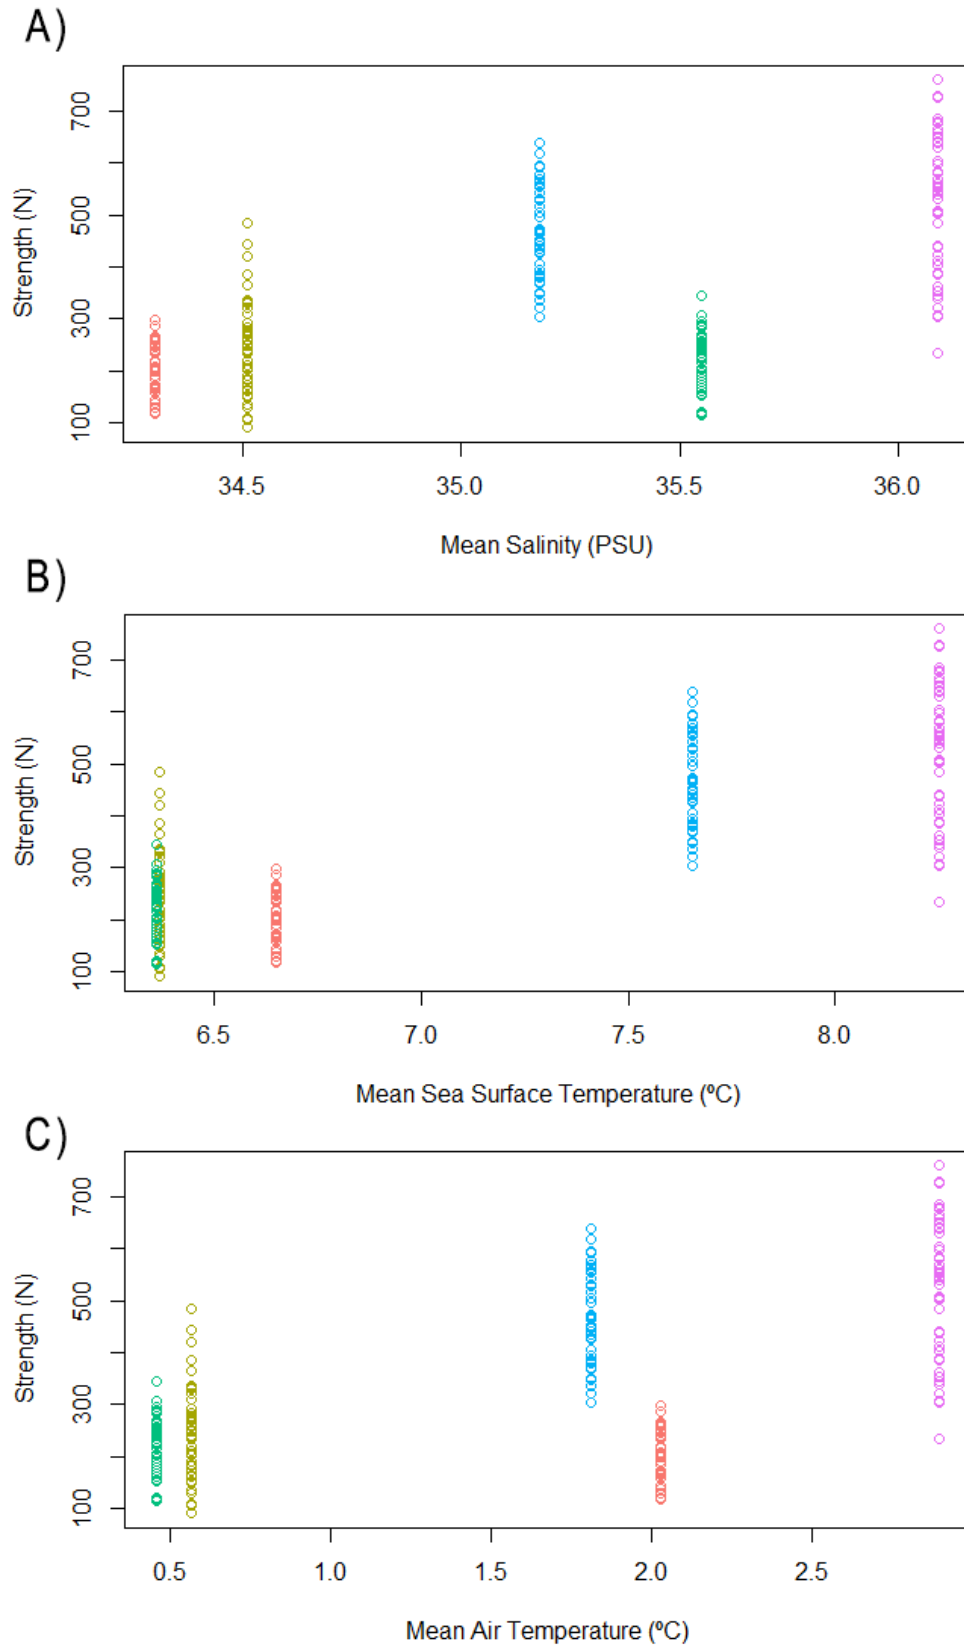 A)
700
500
300
100
Strength (N)
34.5 35.0 35.5 36.0
Mean Salinity (PSU)
B)
700
500
300
100
Strength (N)
6.5 7.0 7.5 8.0
Mean Sea Surface Temperature (ºC)
C)
700
500
300
100
Strength (N)
0.5 1.0 1.5 2.0 2.5
Mean Air Temperature (ºC)